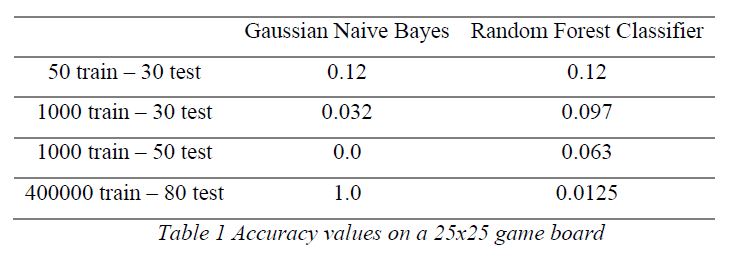 Gaussian Naive Bayes Random Forest Classifier
50 train – 30 test 0.12 0.12
1000 train – 30 test 0.032 0.097
1000 train – 50 test 0.0 0.063
400000 train – 80 test 1.0 0.0125
Table 1 Accuracy values on a 25x25 game board